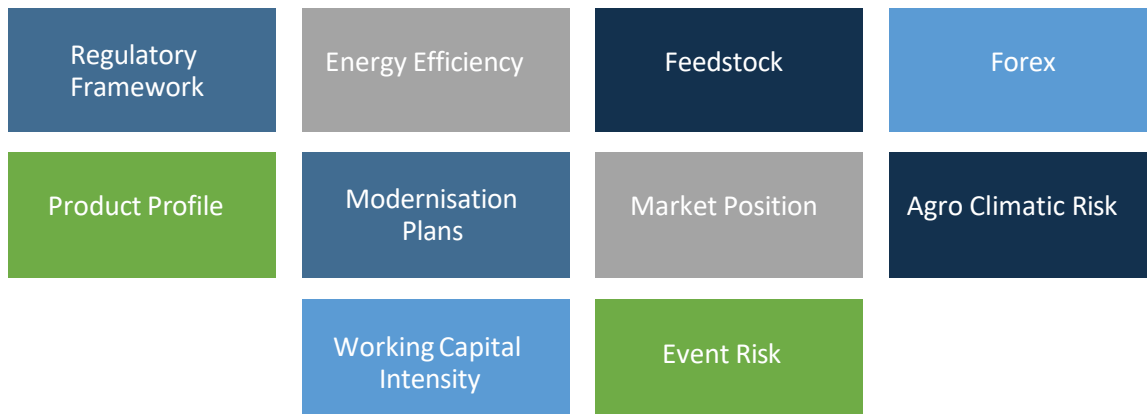 Regulatory
Framework
Energy Efficiency
Feedstock
Forex
Product Profile
Modernisation
Plans
Market Position
Agro Climatic Risk
Working Capital
Intensity
Event Risk